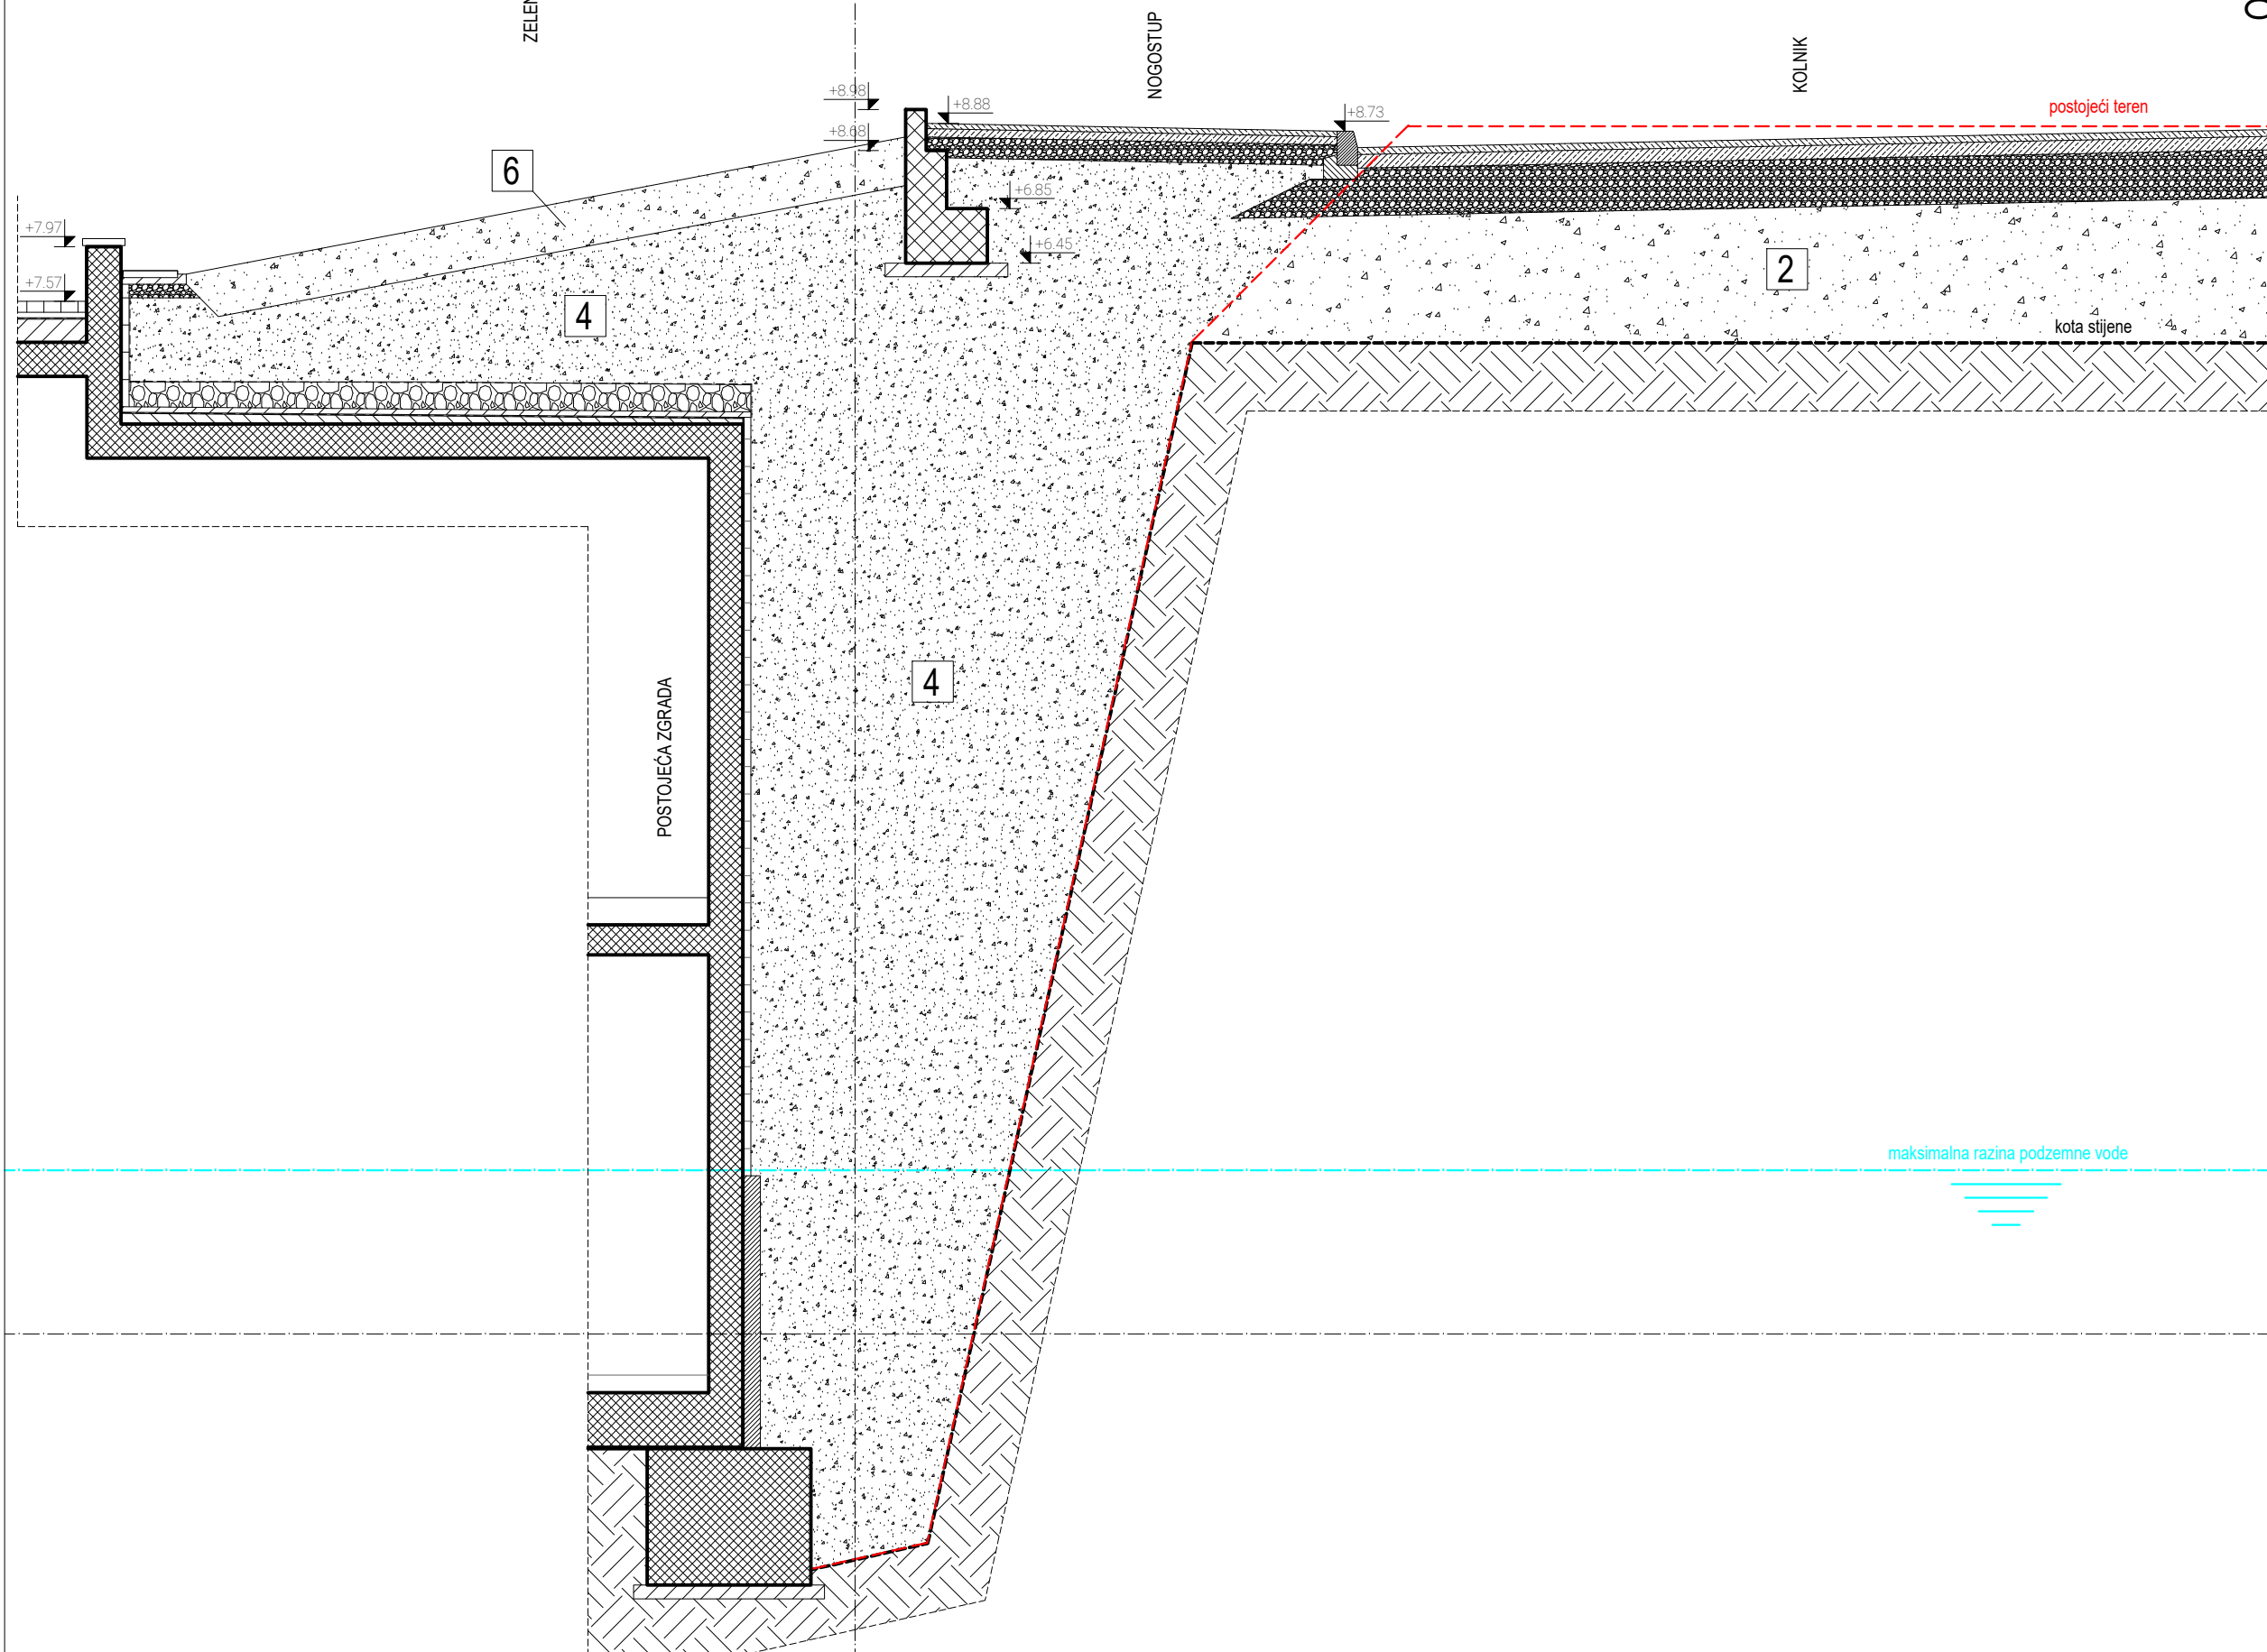 ZELEN
NOGOSTUP
KOLNIK
postojeći teren
+8.98
+8.88
+8.73
+8.68
6
+6.85
+7.97
+6.45
2
+7.57
4
kota stijene
4
POSTOJEĆA ZGRADA
maksimalna razina podzemne vode